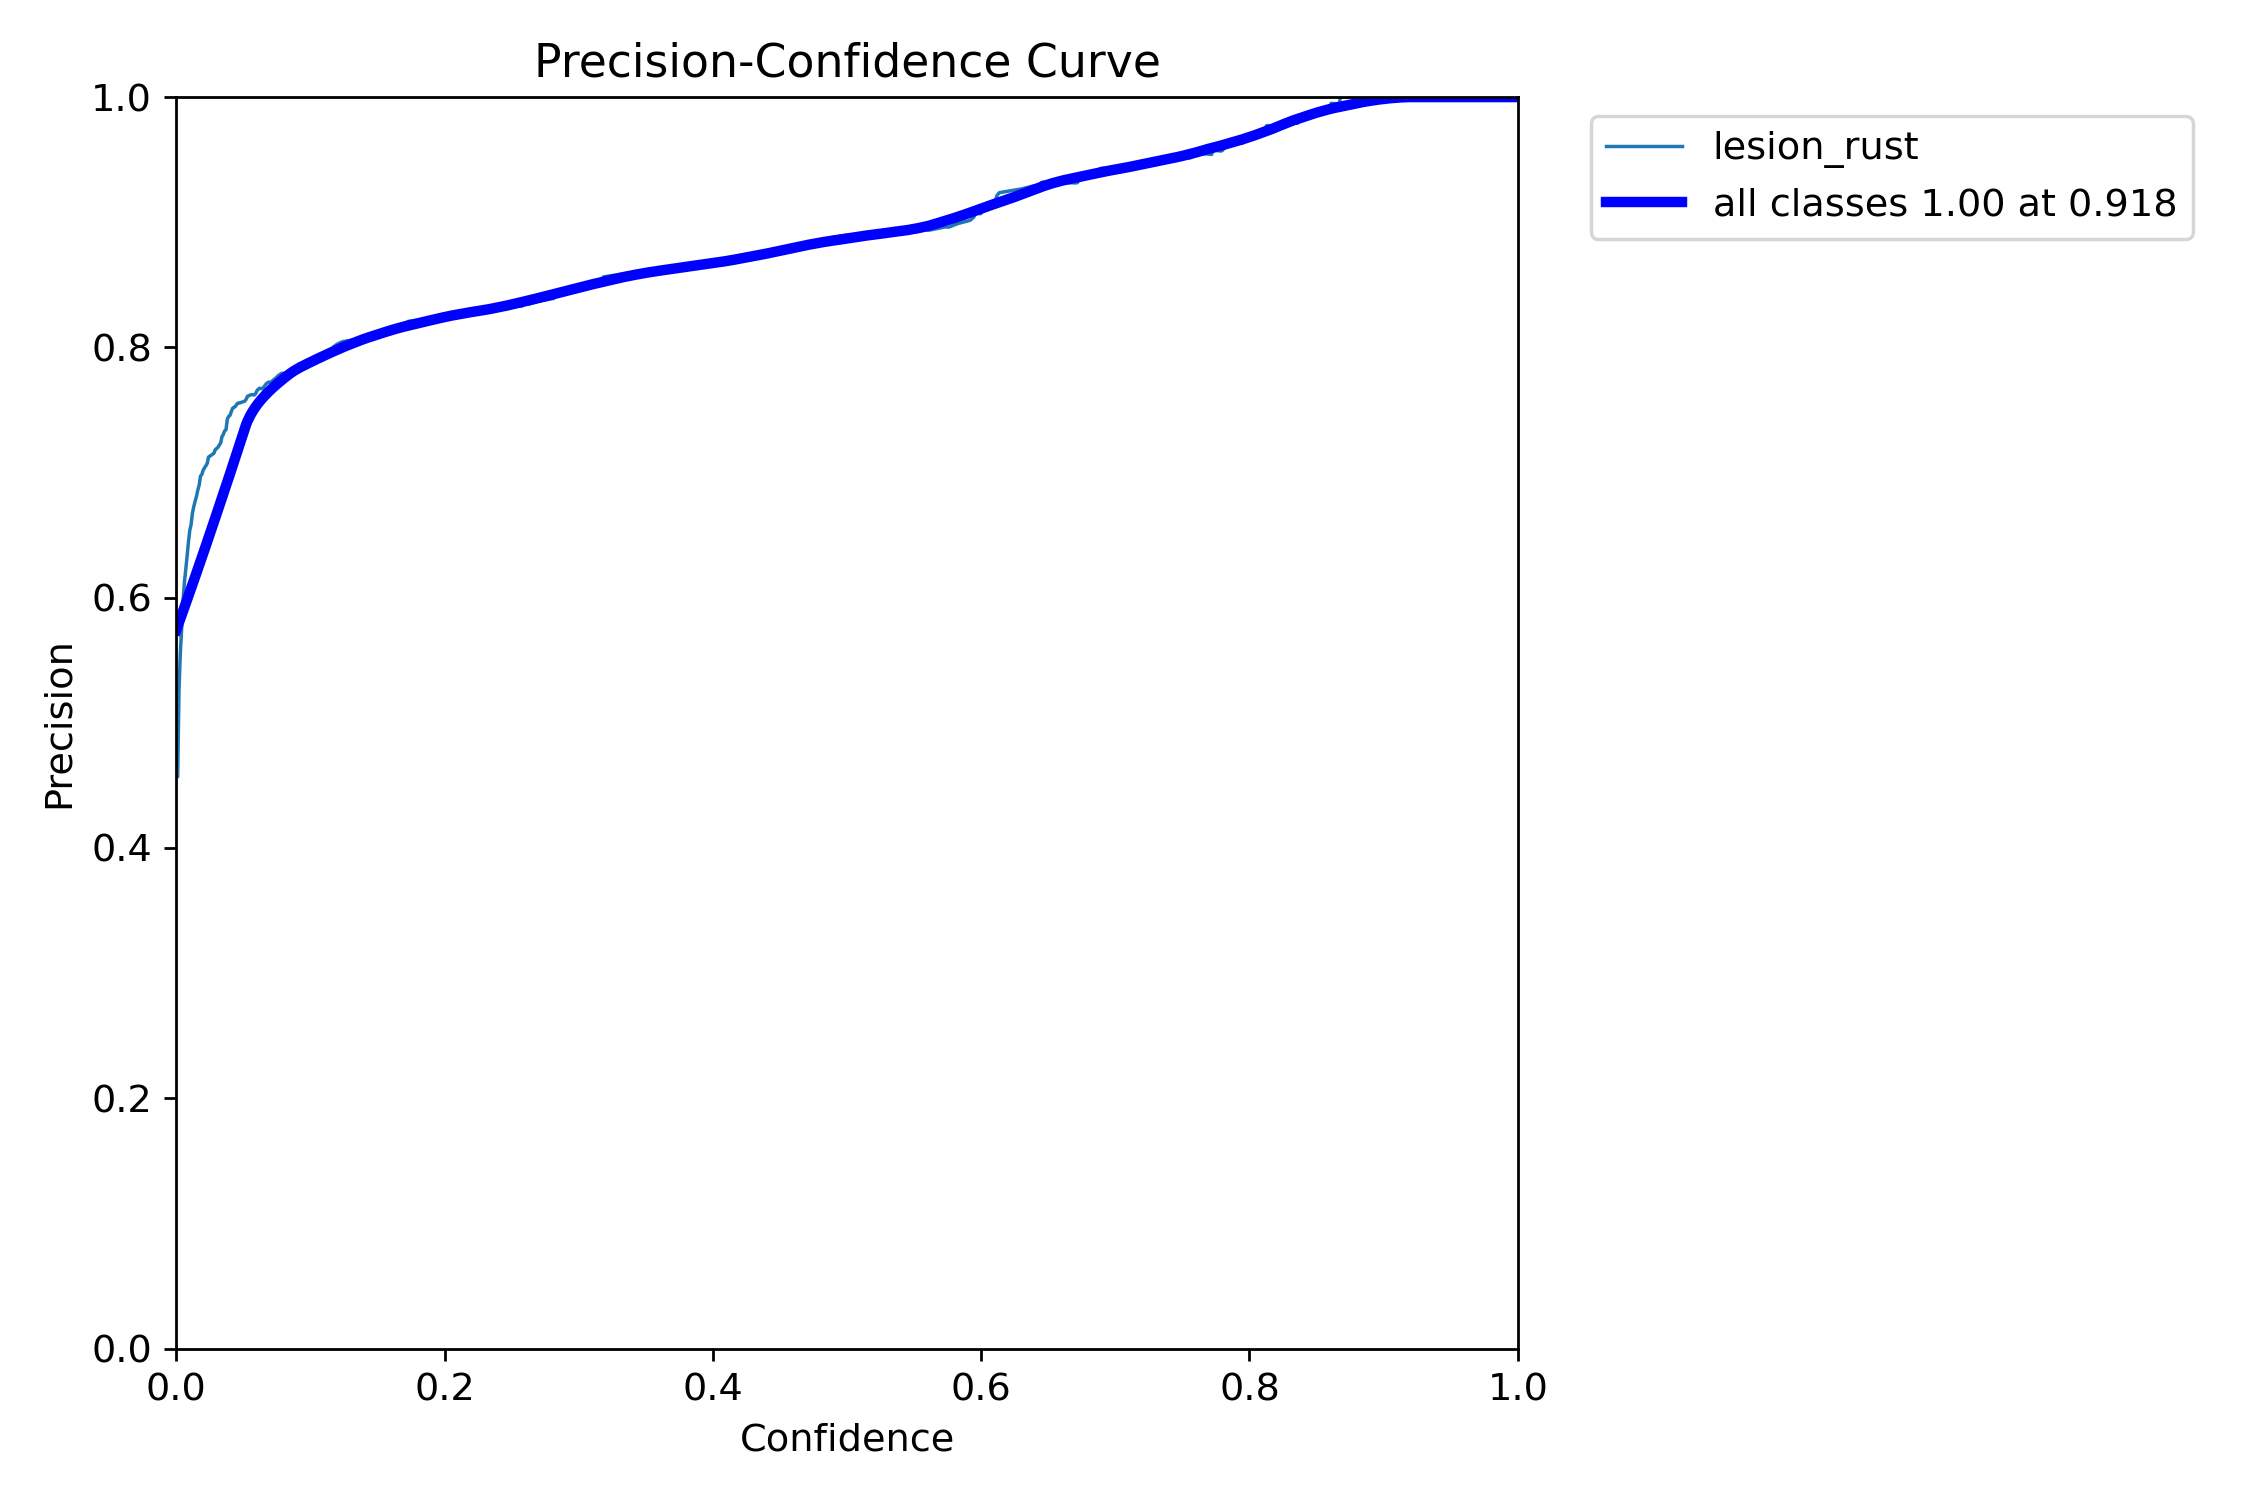 Precision-Confidence Curve
1.0
0.8
0.6
0.4
0.2
0.0
Precision
0.0 0.2 0.4 0.6 0.8 1.0
Confidence
lesion_rust
all classes 1.00 at 0.918